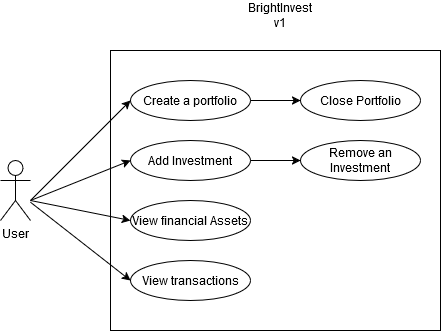 BrightInvest
v1
Create a portfolio
Close Portfolio
Add Investment
Remove an
Investment
View financial Assets
User
View transactions